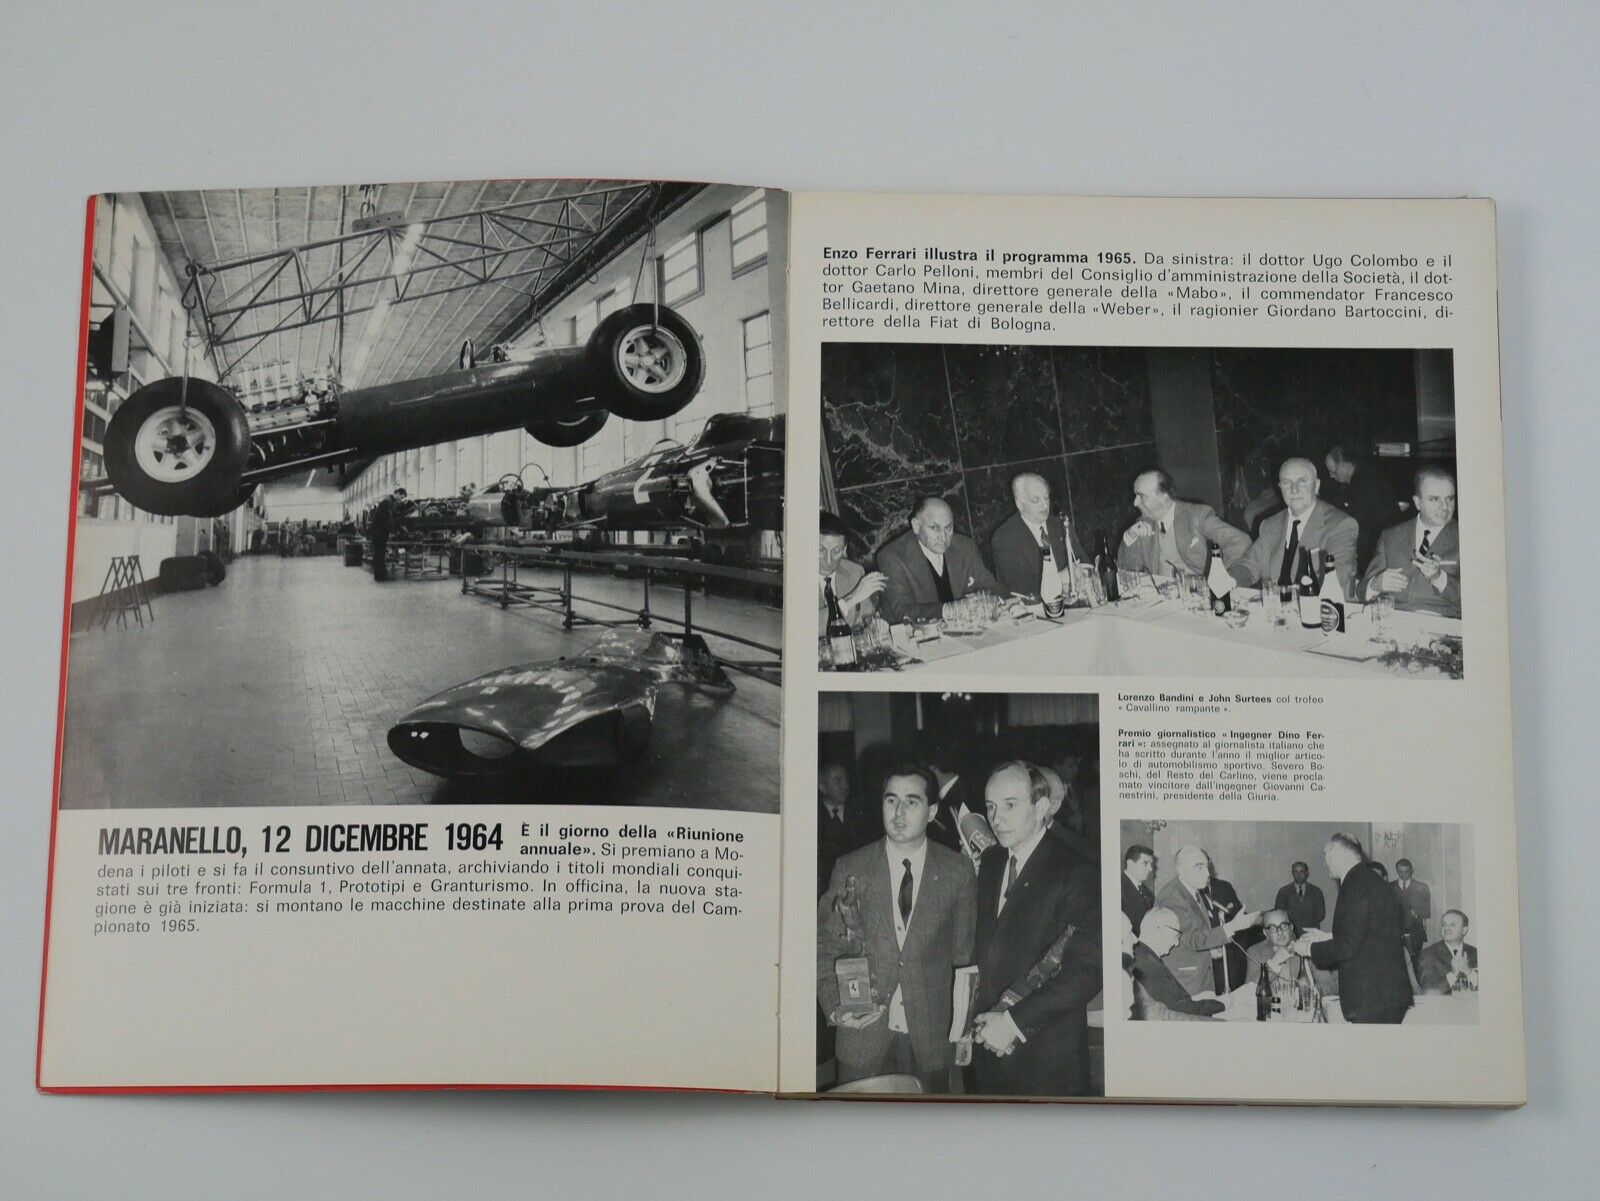 MARANELLO, 12 DICEMBRE 1964 È il giorno della «Riunione
annuale». Si premiano a Mo-
dena i piloti e si fa il consuntivo dell'annata, archiviando i titoli mondiali conqui-
stati sui tre fronti: Formula 1, Prototipi e Granturismo. In officina, la nuova sta-
gione è già iniziata: si montano le macchine destinate alla prima prova del Cam-
pionato 1965.
Enzo Ferrari illustra il programma 1965. Da sinistra: il dottor Ugo Colombo e il
dottor Carlo Pelloni, membri del Consiglio d'amministrazione della Società, il dot-
tor Gaetano Mina, direttore generale della «Mabo», il commendator Francesco
Bellicardi, direttore generale della «Weber», il ragionier Giordano Bartoccini, di-
rettore della Fiat di Bologna.
Lorenzo Bandini e John Surtees col trofeo
« Cavallino rampante ».
Premio giornalistico « Ingegner Dino Fer-
rari »: assegnato al giornalista italiano che
ha scritto durante l'anno il miglior artico-
lo di automobilismo sportivo. Severo Bo-
schi, del Resto del Carlino, viene procla-
mato vincitore dall'ingegner Giovanni Ca-
nestrini, presidente della Giuria.
2